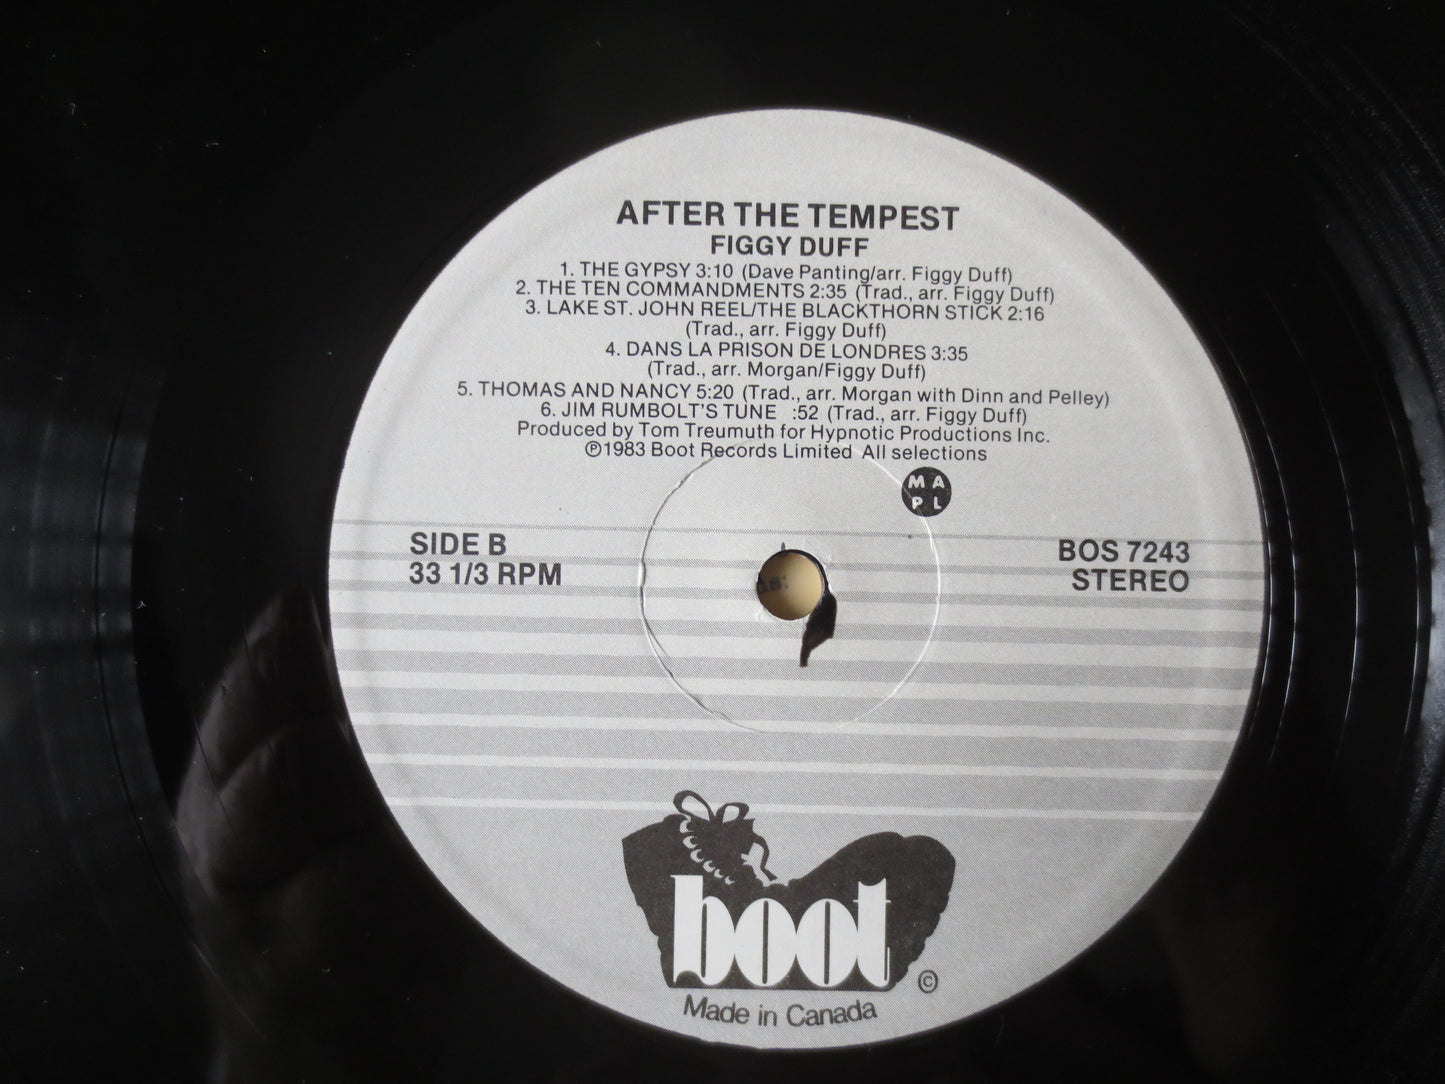 AFTER THE TEMPEST
FIGGY DUFF
1. THE GYPSY 3:10 (Dave Panting/arr. Figgy Duff)
2. THE TEN COMMANDMENTS 2:35 (Trad., arr. Figgy Duff)
3. LAKE ST. JOHN REEL/THE BLACKTHORN STICK 2:16
(Trad., arr. Figgy Duff)
4. DANS LA PRISON DE LONDRES 3:35
(Trad., arr. Morgan/Figgy Duff)
5. THOMAS AND NANCY 5:20 (Trad., arr. Morgan with Dinn and Pelley)
6. JIM RUMBOLT'S TUNE :52 (Trad., arr. Figgy Duff)
Produced by Tom Treumuth for Hypnotic Productions Inc.
℗1983 Boot Records Limited All selections
M A
P L
SIDE B
33 1/3 RPM
BOS 7243
STEREO
boot
©
Made in Canada